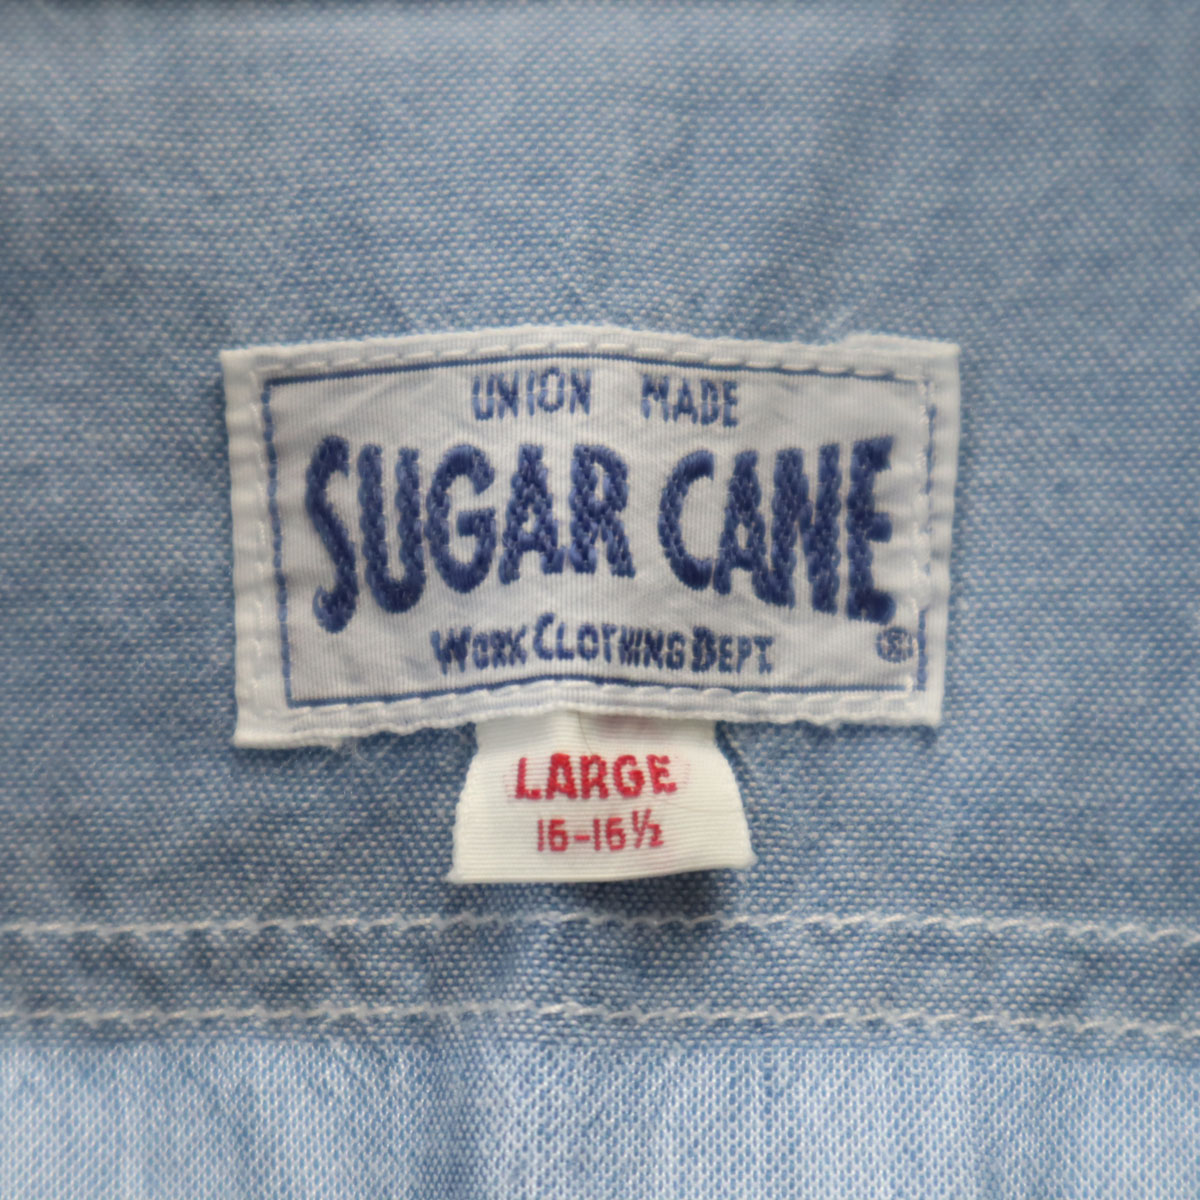 UNION MADE
SUGAR CANE
WORK CLOTHING DEPT.
®
LARGE
16-16½